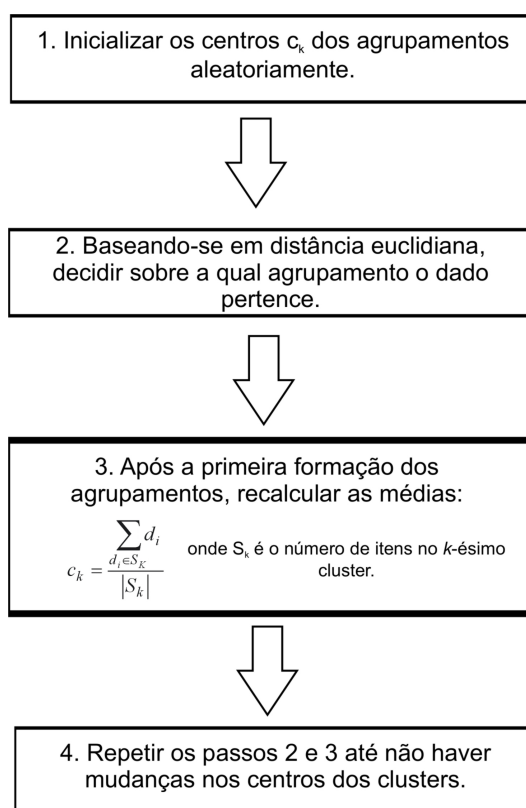 1. Inicializar os centros cₖ dos agrupamentos
aleatoriamente.
2. Baseando-se em distância euclidiana,
decidir sobre a qual agrupamento o dado
pertence.
3. Após a primeira formação dos
agrupamentos, recalcular as médias:
c_k = ∑_{d_i∈S_K} d_i / |S_k| onde Sₖ é o número de itens no k-ésimo
cluster.
4. Repetir os passos 2 e 3 até não haver
mudanças nos centros dos clusters.